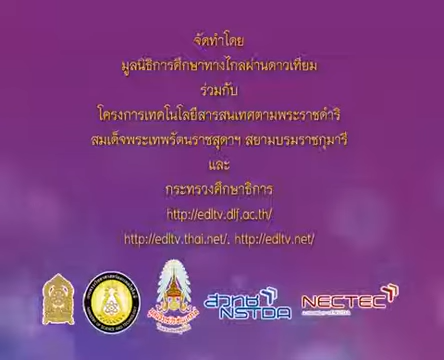 จัดทำโดย
มูลนิธิการศึกษาทางไกลผ่านดาวเทียม
ร่วมกับ
โครงการเทคโนโลยีสารสนเทศตามพระราชดำริ
สมเด็จพระเทพรัตนราชสุดาฯ สยามบรมราชกุมารี
และ
กระทรวงศึกษาธิการ
http://edltv.dlf.ac.th/
http://edltv.thai.net/, http://edltv.net/
สวทช
NSTDA
NECTEC